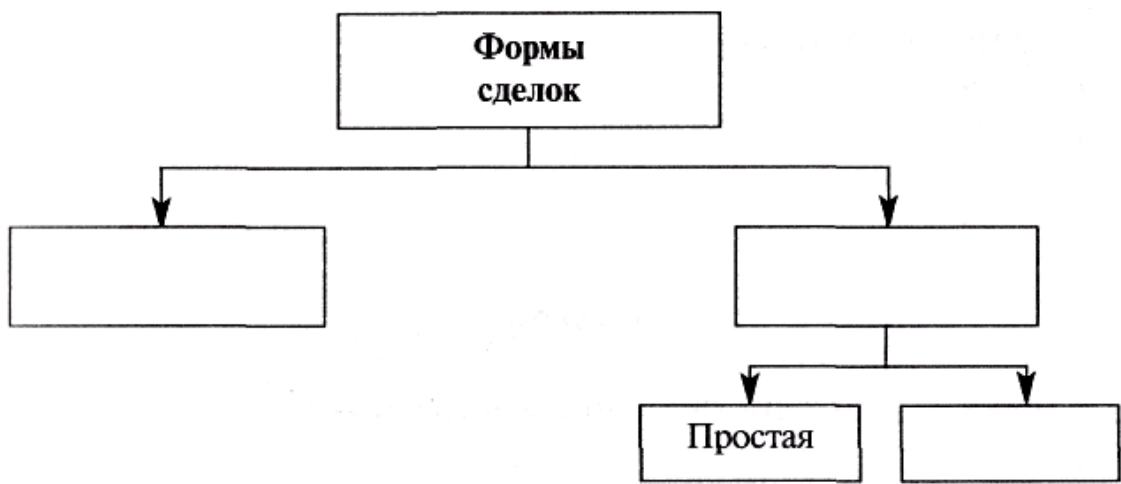 Формы
сделок
Простая